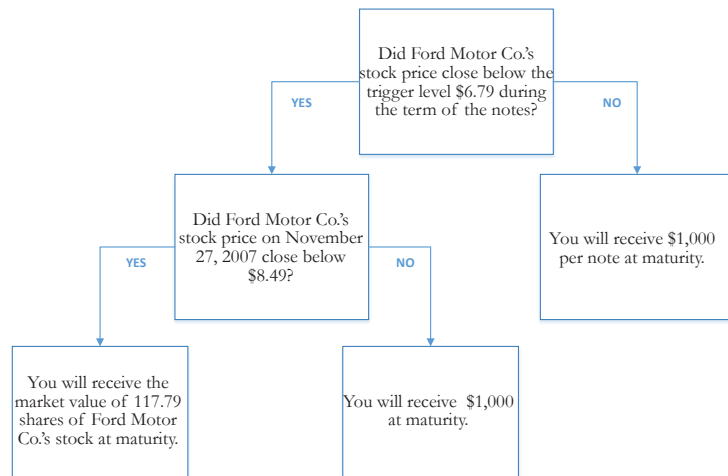 Did Ford Motor Co.'s
stock price close below the
trigger level $6.79 during
the term of the notes?
YES
NO
Did Ford Motor Co.'s
stock price on November
27, 2007 close below
$8.49?
You will receive $1,000
per note at maturity.
YES
NO
You will receive the
market value of 117.79
shares of Ford Motor
Co.'s stock at maturity.
You will receive $1,000
at maturity.